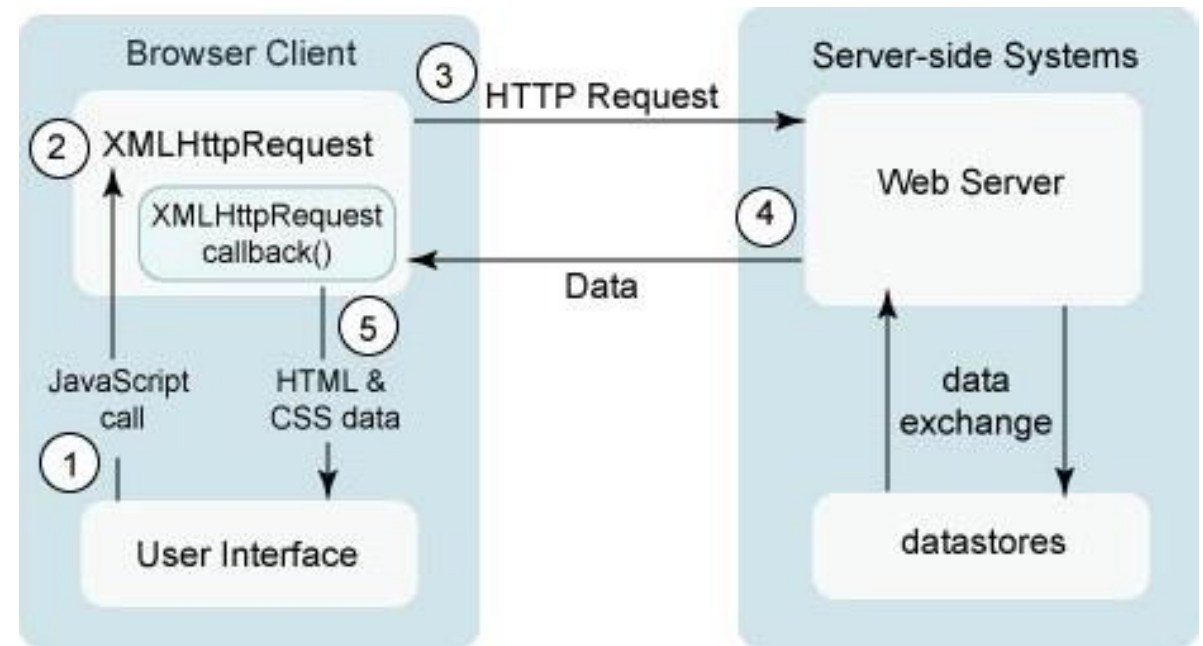 Browser Client
3
HTTP Request
2
XMLHttpRequest
XMLHttpRequest
callback()
5
JavaScript
call
HTML &
CSS data
1
User Interface
4
Data
Server-side Systems
Web Server
data
exchange
datastores